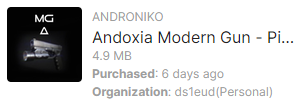 MG
ANDRONIKO
Andoxia Modern Gun - Pi...
4.9 MB
Purchased: 6 days ago
Organization: ds1eud(Personal)